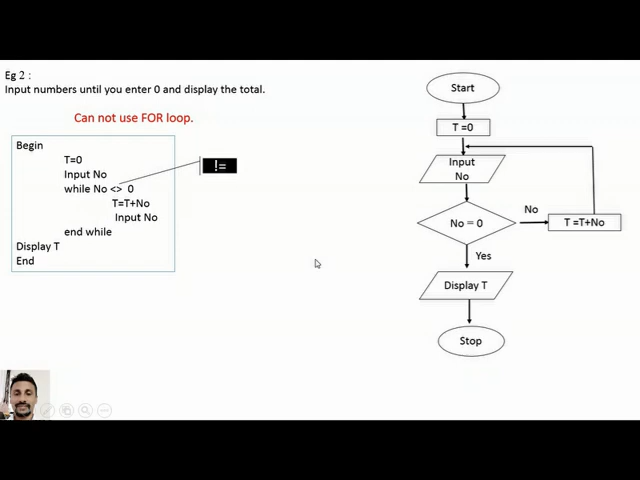 Eg 2 :
Input numbers until you enter 0 and display the total.
Can not use FOR loop.
Begin
T=0
Input No
while No <> 0
T=T+No
Input No
end while
Display T
End
!=
Start
T =0
Input
No
No = 0
No
T =T+No
Yes
Display T
Stop